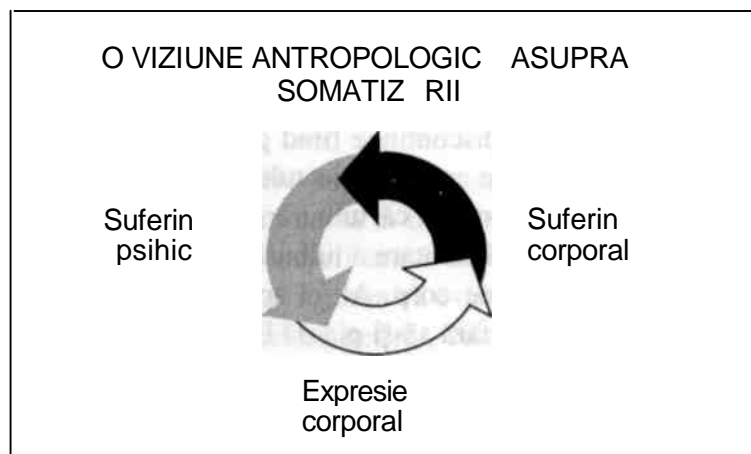 O VIZIUNE ANTROPOLOGIC ASUPRA
SOMATIZ RII
Suferin
psihic
Suferin
corporal
Expresie
corporal